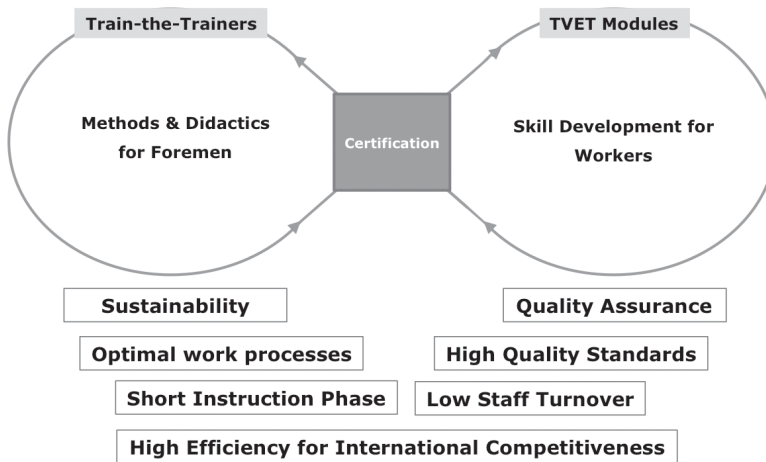 Train-the-Trainers
TVET Modules
Methods & Didactics
for Foremen
Certification
Skill Development for
Workers
Sustainability
Quality Assurance
Optimal work processes
High Quality Standards
Short Instruction Phase
Low Staff Turnover
High Efficiency for International Competitiveness